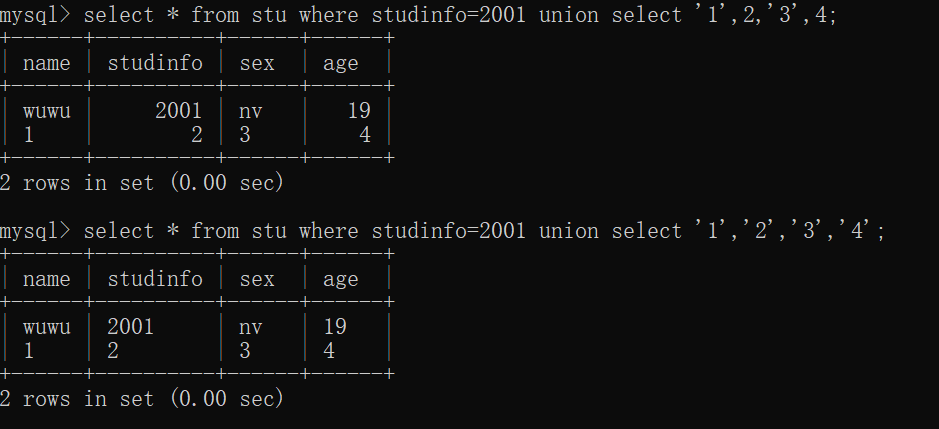 mysql> select * from stu where studinfo=2001 union select '1',2,'3',4;
+------+----------+------+------+
| name | studinfo | sex  | age  |
+------+----------+------+------+
| wuwu |     2001 | nv   |   19 |
| 1    |        2 | 3    |    4 |
+------+----------+------+------+
2 rows in set (0.00 sec)
mysql> select * from stu where studinfo=2001 union select '1','2','3','4';
+------+----------+------+------+
| name | studinfo | sex  | age  |
+------+----------+------+------+
| wuwu | 2001     | nv   | 19   |
| 1    | 2        | 3    | 4    |
+------+----------+------+------+
2 rows in set (0.00 sec)